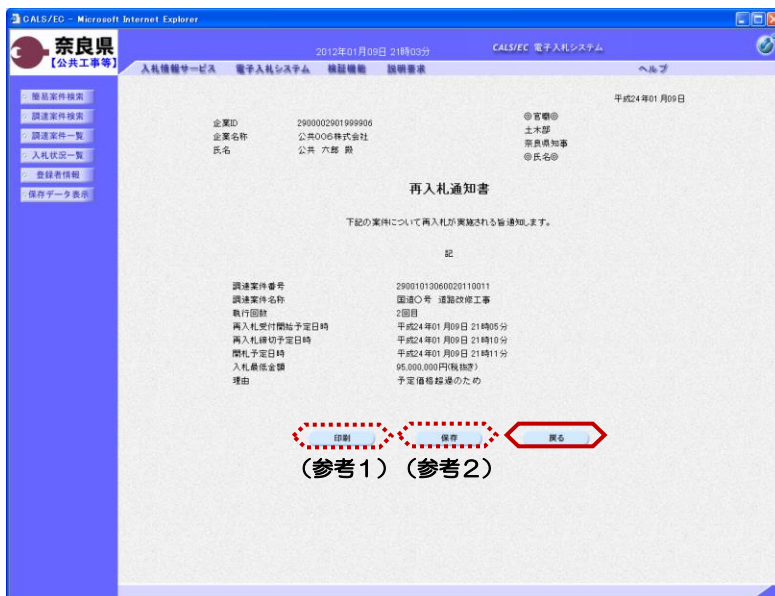 CALS/EC - Microsoft Internet Explorer
奈良県
【公共工事等】
2012年01月09日 21時03分
CALS/EC 電子入札システム
入札情報サービス 電子入札システム 検証機能 説明要求 ヘルプ
簡易案件検索
調達案件検索
調達案件一覧
入札状況一覧
登録者情報
保存データ表示
平成24年01月09日
企業ID 2900002901999906
企業名称 公共006株式会社
氏名 公共 六郎 殿
◎官職◎
土木部
奈良県知事
◎氏名◎
再入札通知書
下記の案件について再入札が実施される旨通知します。
記
調達案件番号 29001013060020110011
調達案件名称 国道○号 道路改修工事
執行回数 2回目
再入札受付開始予定日時 平成24年01月09日 21時05分
再入札締切予定日時 平成24年01月09日 21時10分
開札予定日時 平成24年01月09日 21時11分
入札最低金額 95,000,000円(税抜き)
理由 予定価格超過のため
印刷 保存 戻る
(参考1) (参考2)